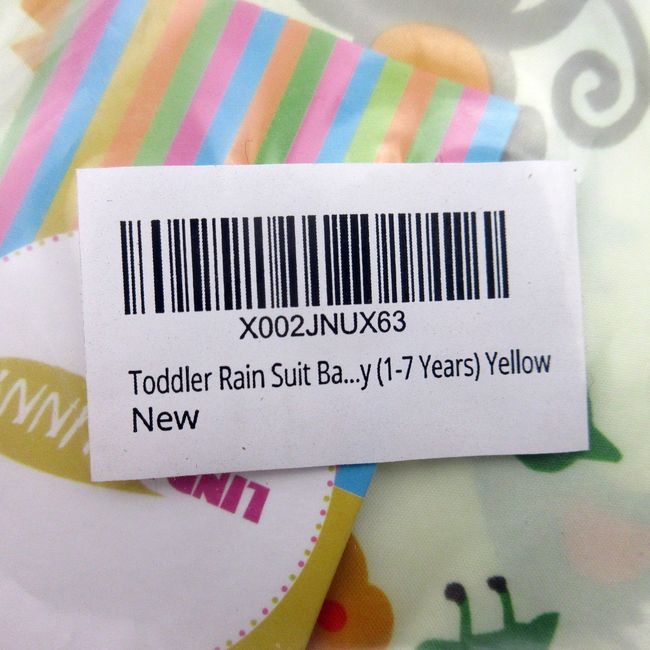 X002JNUX63
Toddler Rain Suit Ba...y (1-7 Years) Yellow
New